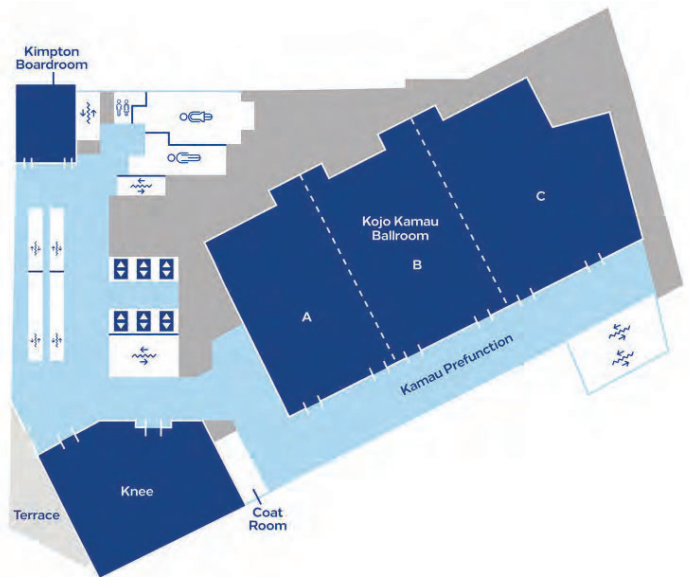 Kimpton
Boardroom
Kojo Kamau
Ballroom
A
B
C
Kamau Prefunction
Knee
Terrace
Coat
Room